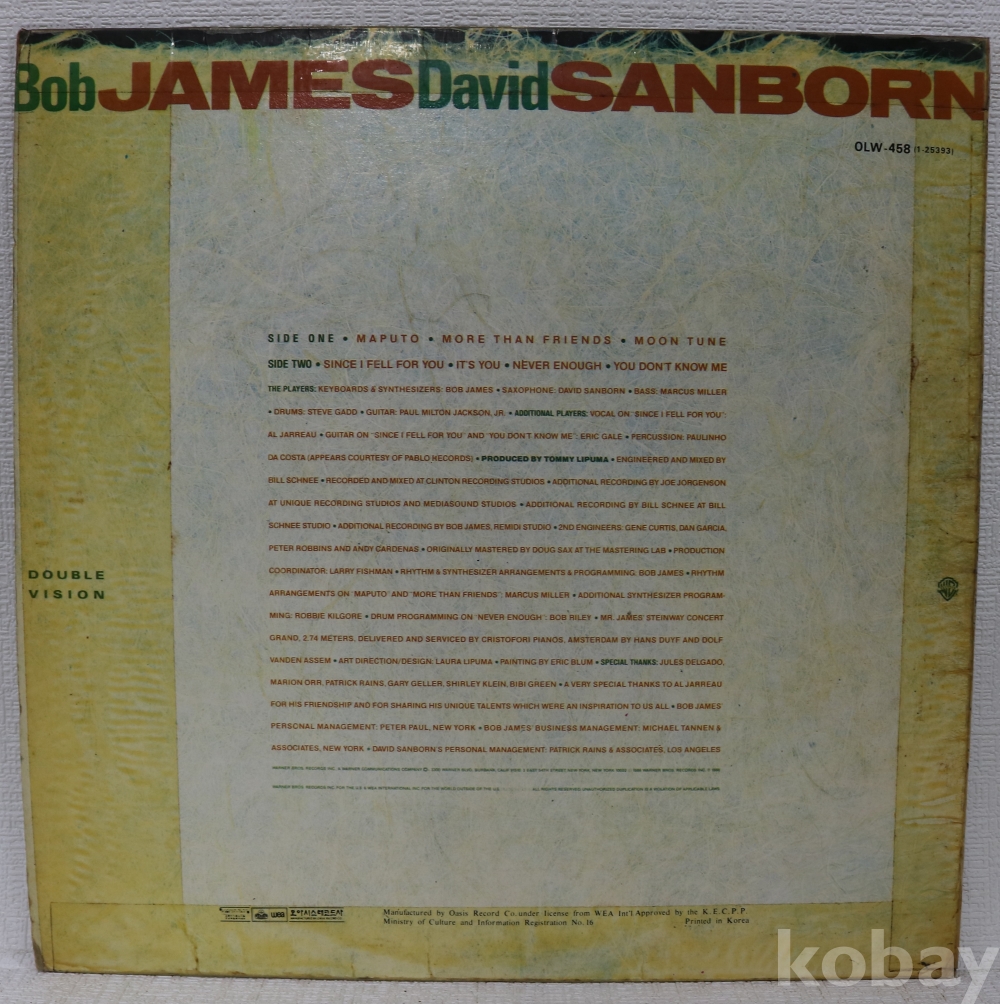 Bob JAMES David SANBORN
OLW-458 (1-25393)
SIDE ONE • MAPUTO • MORE THAN FRIENDS • MOON TUNE
SIDE TWO • SINCE I FELL FOR YOU • IT'S YOU • NEVER ENOUGH • YOU DON'T KNOW ME
THE PLAYERS: KEYBOARDS & SYNTHESIZERS: BOB JAMES • SAXOPHONE: DAVID SANBORN • BASS: MARCUS MILLER
• DRUMS: STEVE GADD • GUITAR: PAUL MILTON JACKSON, JR. • ADDITIONAL PLAYERS: VOCAL ON "SINCE I FELL FOR YOU":
AL JARREAU • GUITAR ON "SINCE I FELL FOR YOU" AND "YOU DON'T KNOW ME": ERIC GALE • PERCUSSION: PAULINHO
DA COSTA (APPEARS COURTESY OF PABLO RECORDS) • PRODUCED BY TOMMY LIPUMA • ENGINEERED AND MIXED BY
BILL SCHNEE • RECORDED AND MIXED AT CLINTON RECORDING STUDIOS • ADDITIONAL RECORDING BY JOE JORGENSON
AT UNIQUE RECORDING STUDIOS AND MEDIASOUND STUDIOS • ADDITIONAL RECORDING BY BILL SCHNEE AT BILL
SCHNEE STUDIO • ADDITIONAL RECORDING BY BOB JAMES, REMIDI STUDIO • 2ND ENGINEERS: GENE CURTIS, DAN GARCIA,
PETER ROBBINS AND ANDY CARDENAS • ORIGINALLY MASTERED BY DOUG SAX AT THE MASTERING LAB • PRODUCTION
COORDINATOR: LARRY FISHMAN • RHYTHM & SYNTHESIZER ARRANGEMENTS & PROGRAMMING: BOB JAMES • RHYTHM
DOUBLE
VISION
ARRANGEMENTS ON "MAPUTO" AND "MORE THAN FRIENDS": MARCUS MILLER • ADDITIONAL SYNTHESIZER PROGRAM-
MING: ROBBIE KILGORE • DRUM PROGRAMMING ON "NEVER ENOUGH": BOB RILEY • MR. JAMES' STEINWAY CONCERT
GRAND, 2.74 METERS, DELIVERED AND SERVICED BY CRISTOFORI PIANOS, AMSTERDAM BY HANS DUYF AND DOLF
VANDEN ASSEM • ART DIRECTION/DESIGN: LAURA LIPUMA • PAINTING BY ERIC BLUM • SPECIAL THANKS: JULES DELGADO,
MARION ORR, PATRICK RAINS, GARY GELLER, SHIRLEY KLEIN, BIBI GREEN • A VERY SPECIAL THANKS TO AL JARREAU
FOR HIS FRIENDSHIP AND FOR SHARING HIS UNIQUE TALENTS WHICH WERE AN INSPIRATION TO US ALL • BOB JAMES'
PERSONAL MANAGEMENT: PETER PAUL, NEW YORK • BOB JAMES' BUSINESS MANAGEMENT: MICHAEL TANNEN &
ASSOCIATES, NEW YORK • DAVID SANBORN'S PERSONAL MANAGEMENT: PATRICK RAINS & ASSOCIATES, LOS ANGELES
wea
Manufactured by Oasis Record Co. under license from WEA Int'l Approved by the K.E.C.P.P.
Ministry of Culture and Information Registration No. 16 Printed in Korea
kobay